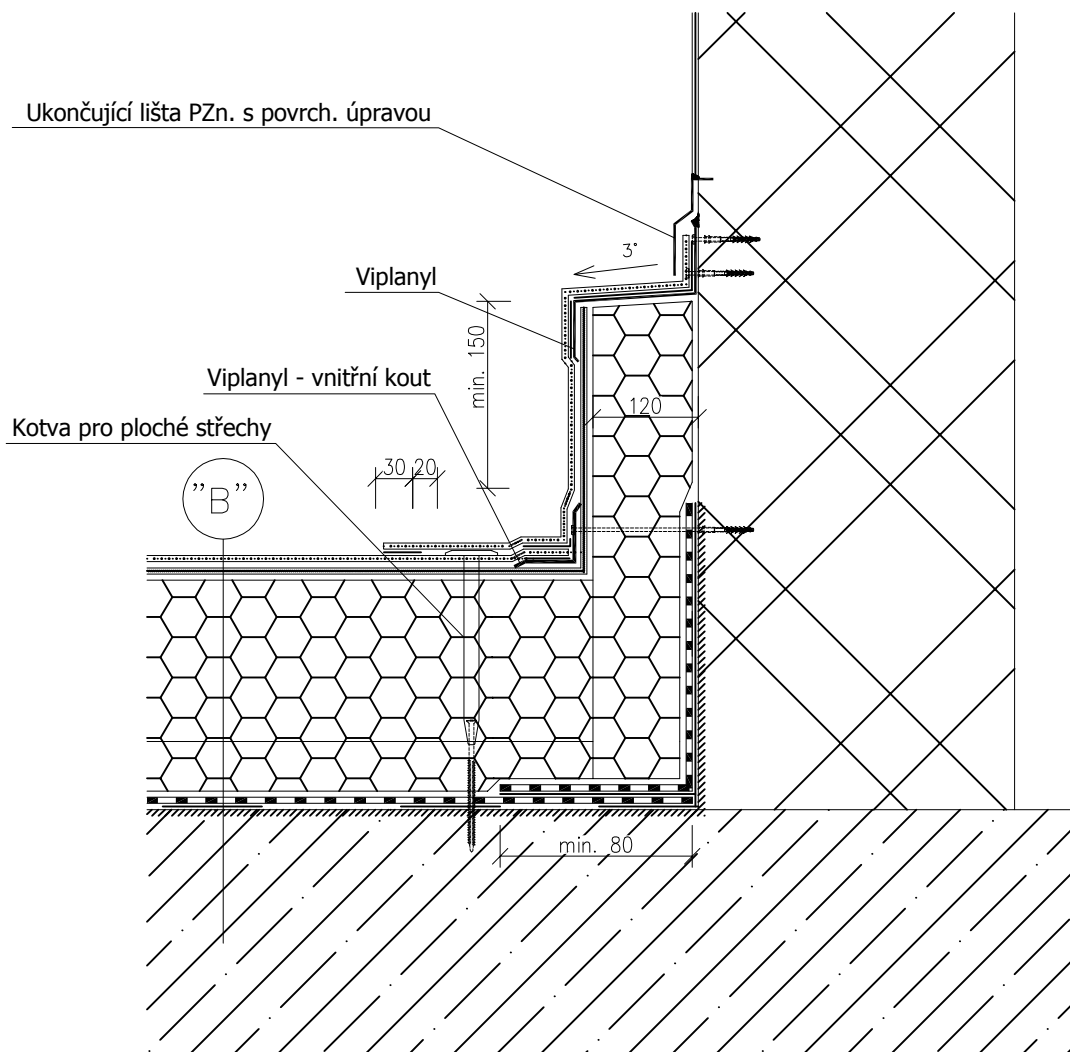 Ukončující lišta PZn. s povrch. úpravou
3°
Viplanyl
min. 150
Viplanyl - vnitřní kout
120
Kotva pro ploché střechy
30 20
"B"
min. 80